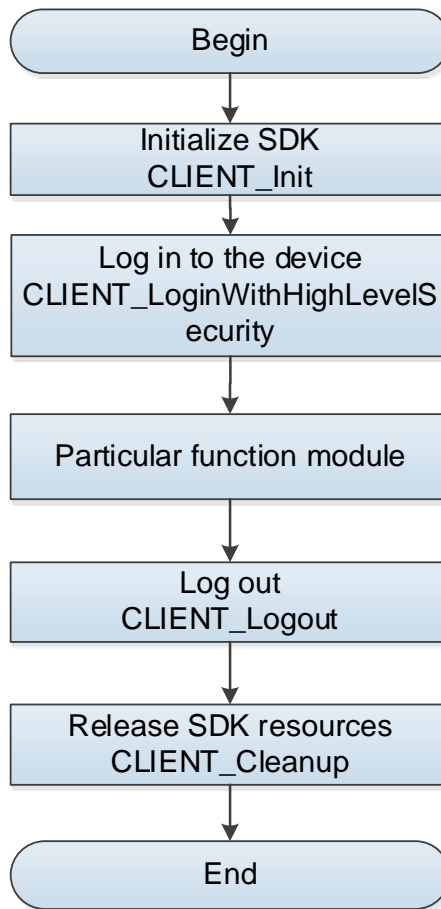 Begin
Initialize SDK
CLIENT_Init
Log in to the device
CLIENT_LoginWithHighLevelS
ecurity
Particular function module
Log out
CLIENT_Logout
Release SDK resources
CLIENT_Cleanup
End